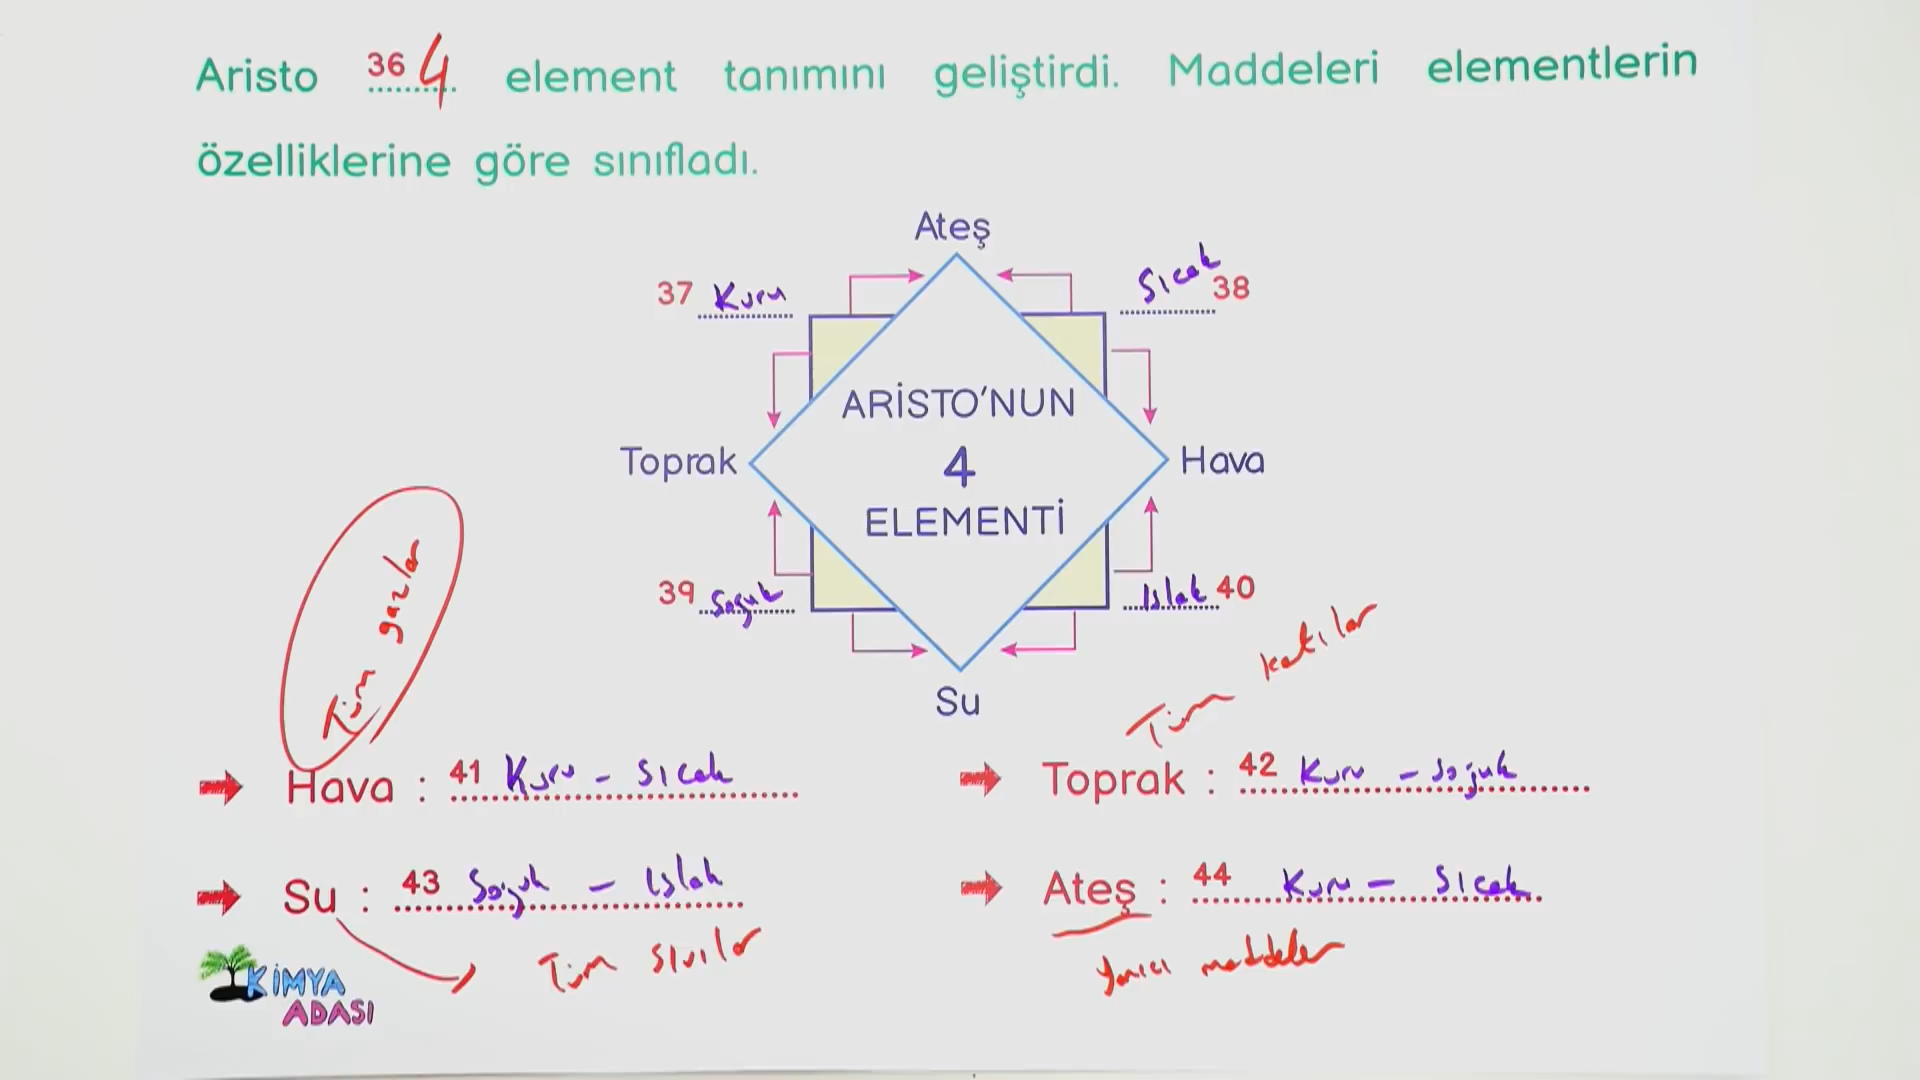 Aristo 36 4 element tanımını geliştirdi. Maddeleri elementlerin
özelliklerine göre sınıfladı.
Ateş
37 Kuru
Sıcak 38
ARİSTO'NUN
Toprak
4
Hava
ELEMENTİ
39 Soğuk
Islak 40
Su
Tüm gazlar
Tüm katılar
Hava : 41 Kuru - Sıcak
Toprak : 42 Kuru - Soğuk
Su : 43 Soğuk - Islak
Ateş : 44 Kuru - Sıcak
Tüm sıvılar
Yanıcı maddeler
KİMYA
ADASI